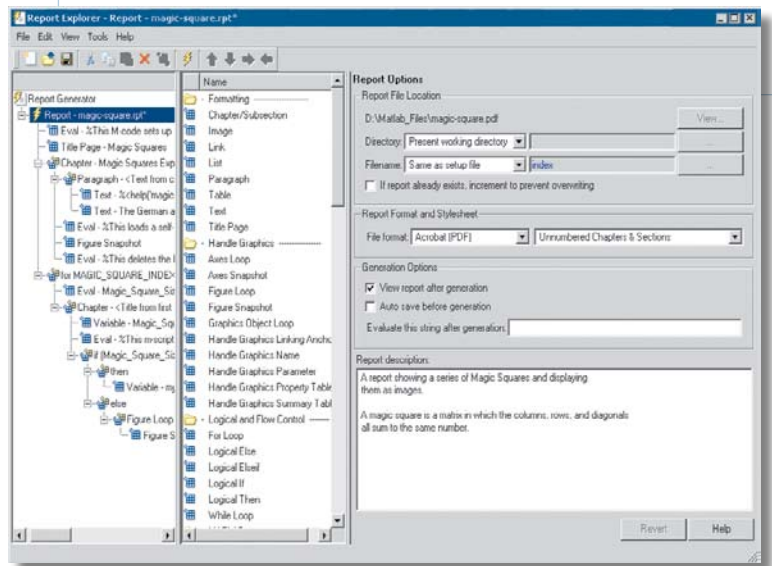 Report Explorer - Report - magic-square.rpt*
File Edit View Tools Help
Report Generator
Report - magic-square.rpt*
Eval - %This M-code sets up
Title Page - Magic Squares
Chapter - Magic Squares Exp
Paragraph - <Text from c
Text - %<help('magic
Text - The German a
Eval - %This loads a self-
Figure Snapshot
Eval - %This deletes the
for MAGIC_SQUARE_INDEX
Eval - Magic_Square_Siz
Chapter - <Title from first
Variable - Magic_Squ
Eval - %This m-script
if (Magic_Square_Siz
then
Variable - my
else
Figure Loop
Figure S
Name
- Formatting
Chapter/Subsection
Image
Link
List
Paragraph
Table
Text
Title Page
- Handle Graphics
Axes Loop
Axes Snapshot
Figure Loop
Figure Snapshot
Graphics Object Loop
Handle Graphics Linking Ancho
Handle Graphics Name
Handle Graphics Parameter
Handle Graphics Property Table
Handle Graphics Summary Tabl
- Logical and Flow Control
For Loop
Logical Else
Logical Elseif
Logical If
Logical Then
While Loop
Report Options
Report File Location
D:\Matlab_Files\magic-square.pdf
View...
Directory: Present working directory
...
Filename: Same as setup file index
...
If report already exists, increment to prevent overwriting
Report Format and Stylesheet
File format: Acrobat (PDF) Unnumbered Chapters & Sections
Generation Options
View report after generation
Auto save before generation
Evaluate this string after generation:
Report description:
A report showing a series of Magic Squares and displaying
them as images.
A magic square is a matrix in which the columns, rows, and diagonals
all sum to the same number.
Revert
Help